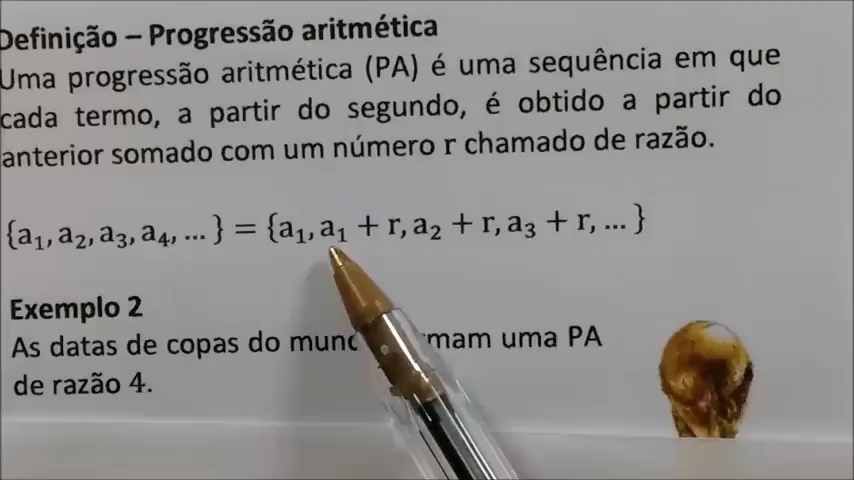 Definição – Progressão aritmética
Uma progressão aritmética (PA) é uma sequência em que
cada termo, a partir do segundo, é obtido a partir do
anterior somado com um número r chamado de razão.
{a₁, a₂, a₃, a₄, ... } = {a₁, a₁ + r, a₂ + r, a₃ + r, ... }
Exemplo 2
As datas de copas do uma PA
de razão 4.